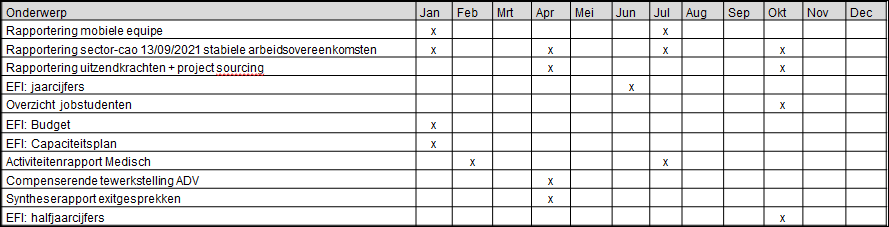 Onderwerp Jan Feb Mrt Apr Mei Jun Jul Aug Sep Okt Nov Dec
Rapportering mobiele equipe x x
Rapportering sector-cao 13/09/2021 stabiele arbeidsovereenkomsten x x x x
Rapportering uitzendkrachten + project sourcing x x
EFI: jaarcijfers x
Overzicht jobstudenten x
EFI: Budget x
EFI: Capaciteitsplan x
Activiteitenrapport Medisch x x
Compenserende tewerkstelling ADV x
Syntheserapport exitgesprekken x
EFI: halfjaarcijfers x